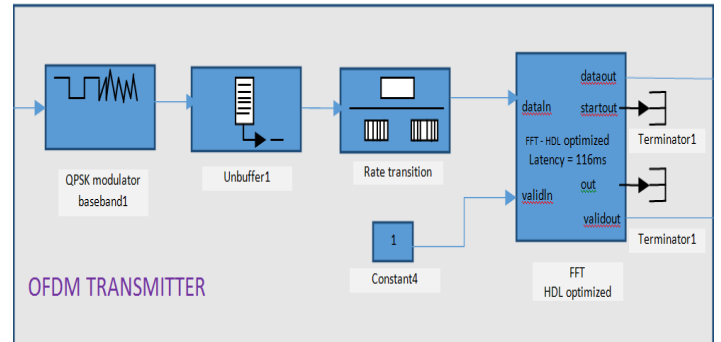 QPSK modulator
baseband1
Unbuffer1
Rate transition
dataIn
validIn
dataout
startout
FFT - HDL optimized
Latency = 116ms
out
validout
Terminator1
Terminator1
1
Constant4
FFT
HDL optimized
OFDM TRANSMITTER